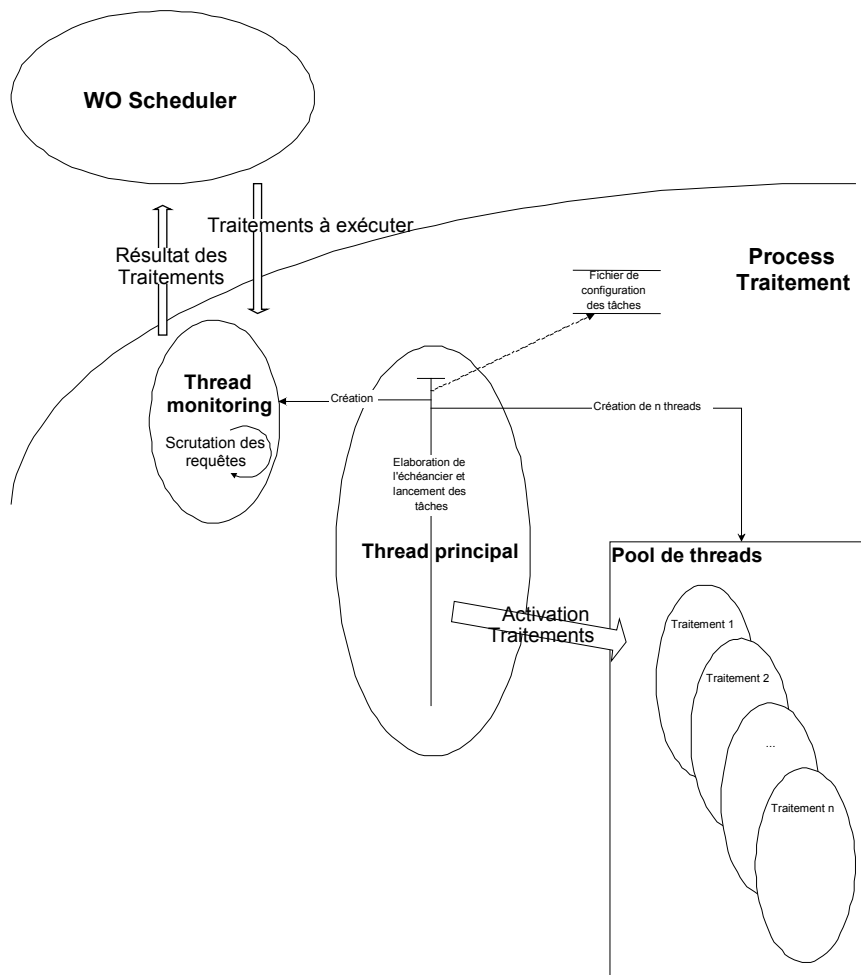 WO Scheduler
Traitements à exécuter
Résultat des
Traitements
Process
Traitement
Fichier de
configuration
des tâches
Thread
monitoring
Création
Création de n threads
Scrutation des
requêtes
Elaboration de
l'échéancier et
lancement des
tâches
Thread principal
Pool de threads
Activation
Traitements
Traitement 1
Traitement 2
...
Traitement n